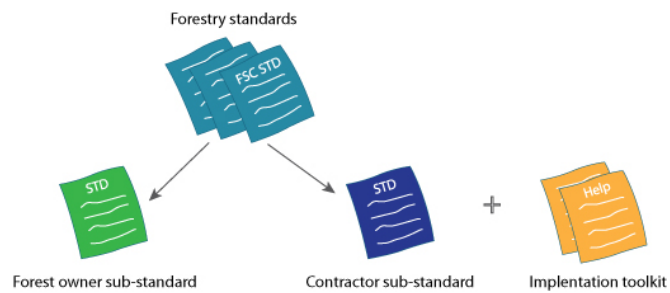 Forestry standards
FSC STD
STD
STD
+
Help
Forest owner sub-standard
Contractor sub-standard
Implentation toolkit